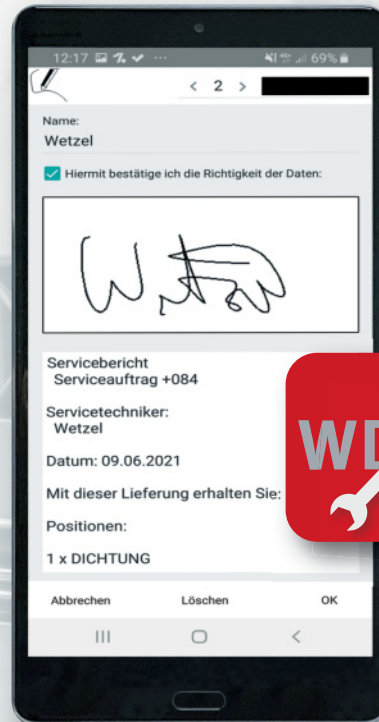 12:17 ... 69%
< 2 >
Name:
Wetzel
Hiermit bestätige ich die Richtigkeit der Daten:
Wetzel
Servicebericht
Serviceauftrag +084
Servicetechniker:
Wetzel
Datum: 09.06.2021
Mit dieser Lieferung erhalten Sie:
Positionen:
1 x DICHTUNG
WD
Abbrechen Löschen OK